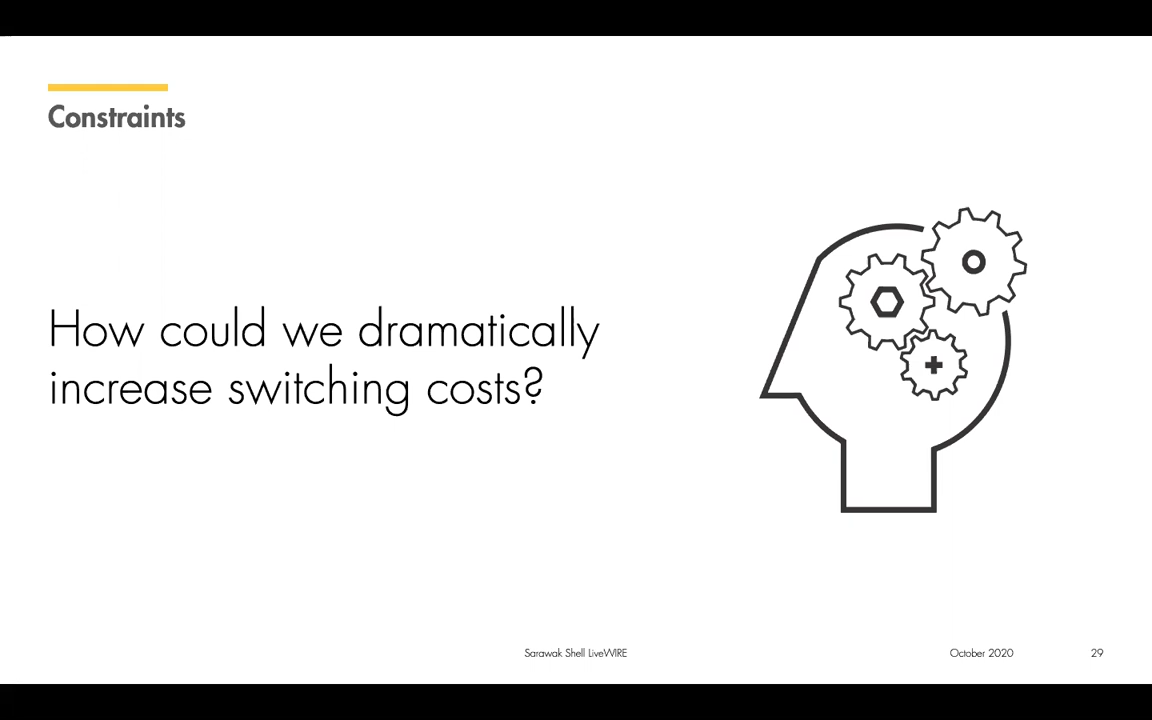 Constraints
How could we dramatically
increase switching costs?
Sarawak Shell LiveWIRE
October 2020
29